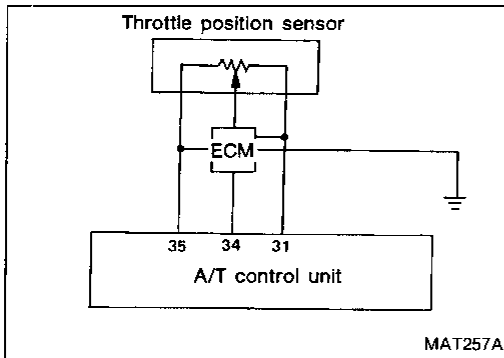 Throttle position sensor
ECM
35 34 31
A/T control unit
MAT257A